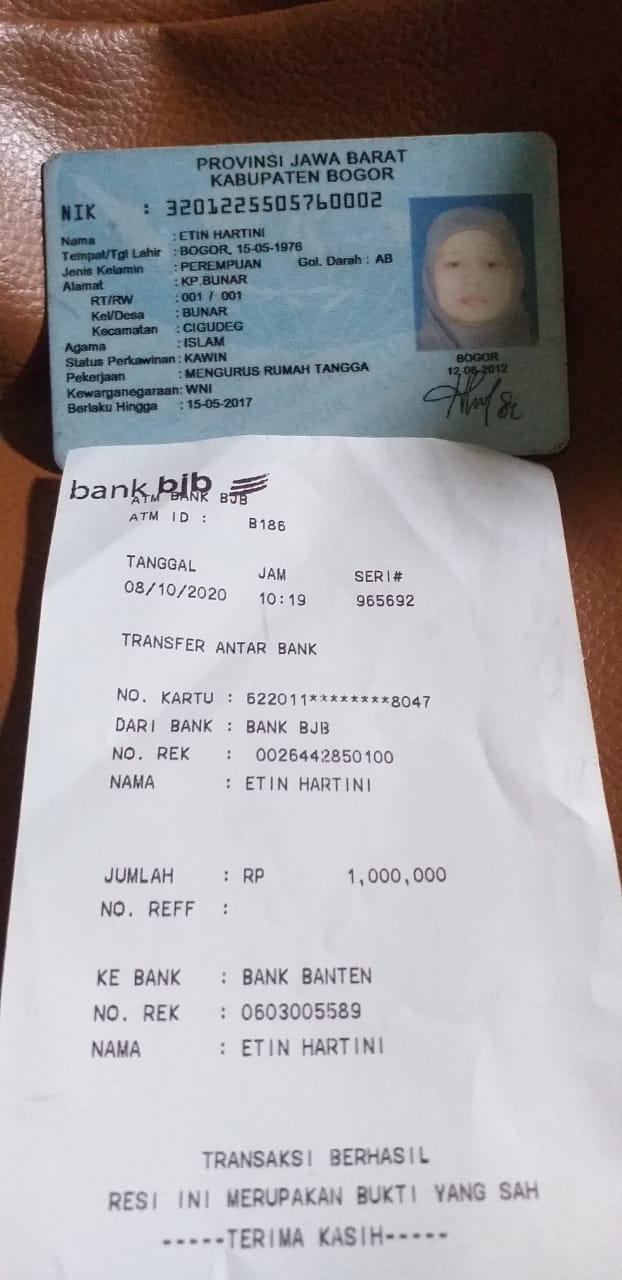 PROVINSI JAWA BARAT
KABUPATEN BOGOR
NIK : 3201225505760002
Nama : ETIN HARTINI
Tempat/Tgl Lahir : BOGOR, 15-05-1976
Jenis Kelamin : PEREMPUAN Gol. Darah : AB
Alamat : KP.BUNAR
RT/RW : 001 / 001
Kel/Desa : BUNAR
Kecamatan : CIGUDEG
Agama : ISLAM
Status Perkawinan : KAWIN
Pekerjaan : MENGURUS RUMAH TANGGA
Kewarganegaraan: WNI
Berlaku Hingga : 15-05-2017
BOGOR
12-06-2012
bank bjb
ATM BANK BJB
ATM ID : B186
TANGGAL JAM SERI#
08/10/2020 10:19 965692
TRANSFER ANTAR BANK
NO. KARTU : 622011********8047
DARI BANK : BANK BJB
NO. REK : 0026442850100
NAMA : ETIN HARTINI
JUMLAH : RP 1,000,000
NO. REFF :
KE BANK : BANK BANTEN
NO. REK : 0603005589
NAMA : ETIN HARTINI
TRANSAKSI BERHASIL
RESI INI MERUPAKAN BUKTI YANG SAH
-----TERIMA KASIH-----